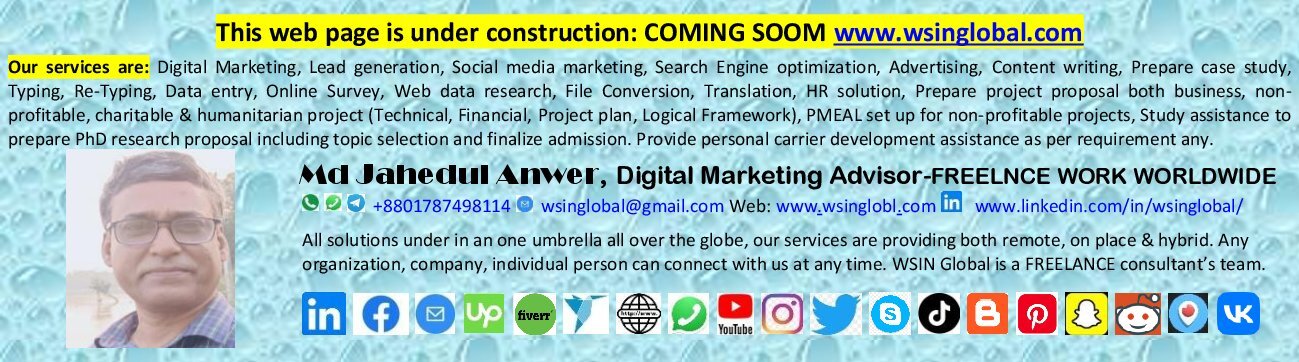 This web page is under construction: COMING SOOM www.wsinglobal.com
Our services are: Digital Marketing, Lead generation, Social media marketing, Search Engine optimization, Advertising, Content writing, Prepare case study,
Typing, Re-Typing, Data entry, Online Survey, Web data research, File Conversion, Translation, HR solution, Prepare project proposal both business, non-
profitable, charitable & humanitarian project (Technical, Financial, Project plan, Logical Framework), PMEAL set up for non-profitable projects, Study assistance to
prepare PhD research proposal including topic selection and finalize admission. Provide personal carrier development assistance as per requirement any.
Md Jahedul Anwer, Digital Marketing Advisor-FREELNCE WORK WORLDWIDE
+8801787498114 wsinglobal@gmail.com Web: www.wsinglobl.com in www.linkedin.com/in/wsinglobal/
All solutions under in an one umbrella all over the globe, our services are providing both remote, on place & hybrid. Any
organization, company, individual person can connect with us at any time. WSIN Global is a FREELANCE consultant's team.
in Up fiverr http://www. YouTube